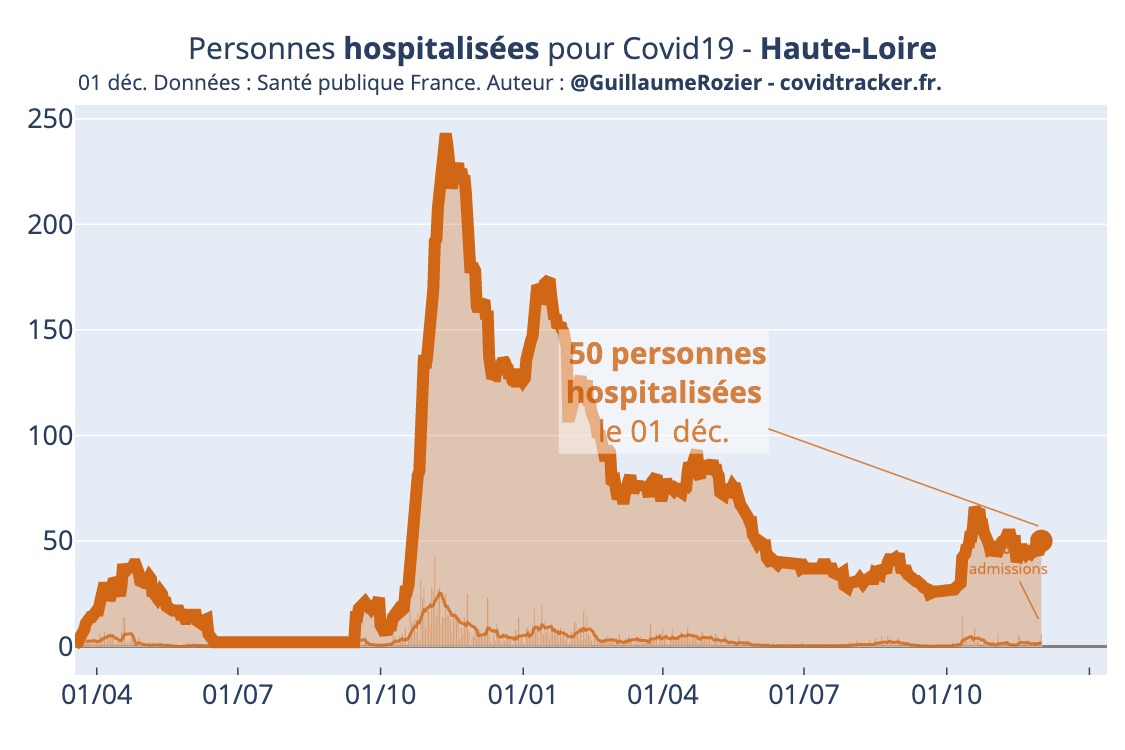 Personnes hospitalisées pour Covid19 - Haute-Loire
01 déc. Données : Santé publique France. Auteur : @GuillaumeRozier - covidtracker.fr.
250
200
150
100
50
0
50 personnes
hospitalisées
le 01 déc.
admissions
01/04 01/07 01/10 01/01 01/04 01/07 01/10